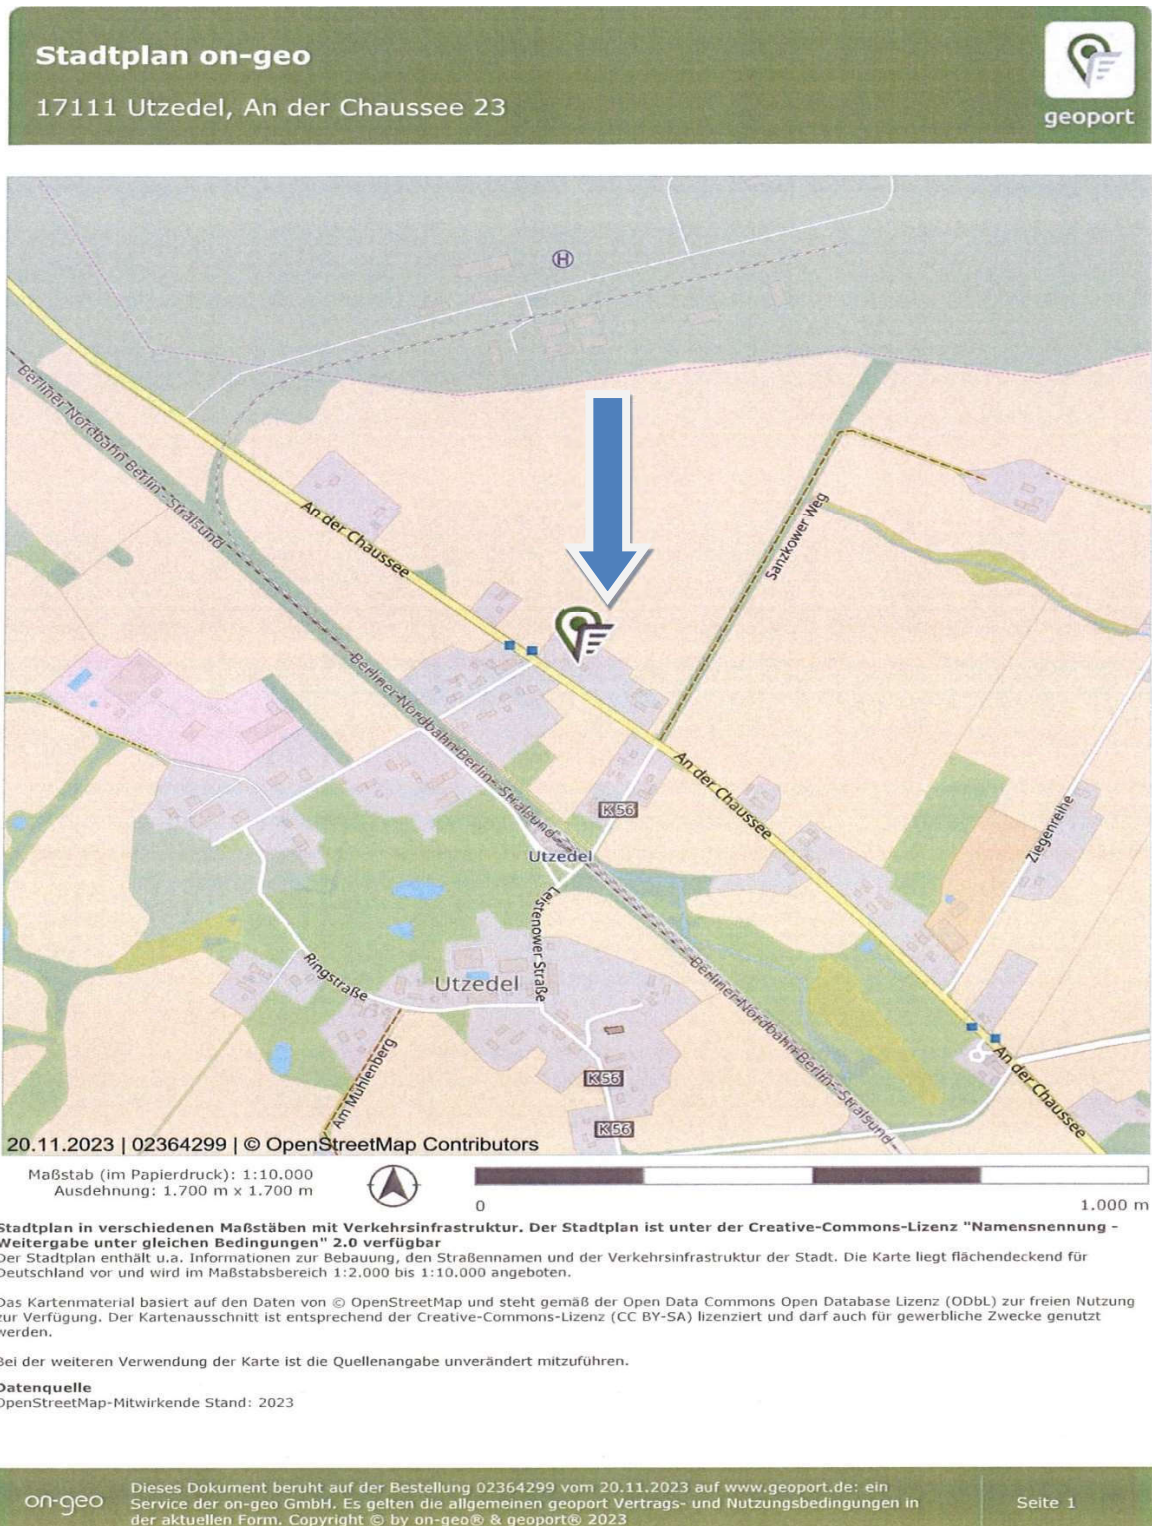 Stadtplan on-geo
17111 Utzedel, An der Chaussee 23
geoport
H
Berliner Nordbahn Berlin - Stralsund
An der Chaussee
Sanzkower Weg
Berliner-Nordbahn-Berlin-Stralsund
An der Chaussee
K 56
Utzedel
Ziegenreihe
Leistenower Straße
Ringstraße
Utzedel
Berliner-Nordbahn-Berlin-Stralsund
Am Mühlenberg
K 56
An der Chaussee
K 56
20.11.2023 | 02364299 | © OpenStreetMap Contributors
Maßstab (im Papierdruck): 1:10.000
Ausdehnung: 1.700 m x 1.700 m
0
1.000 m
Stadtplan in verschiedenen Maßstäben mit Verkehrsinfrastruktur. Der Stadtplan ist unter der Creative-Commons-Lizenz "Namensnennung -
Weitergabe unter gleichen Bedingungen" 2.0 verfügbar
Der Stadtplan enthält u.a. Informationen zur Bebauung, den Straßennamen und der Verkehrsinfrastruktur der Stadt. Die Karte liegt flächendeckend für
Deutschland vor und wird im Maßstabsbereich 1:2.000 bis 1:10.000 angeboten.
Das Kartenmaterial basiert auf den Daten von © OpenStreetMap und steht gemäß der Open Data Commons Open Database Lizenz (ODbL) zur freien Nutzung
zur Verfügung. Der Kartenausschnitt ist entsprechend der Creative-Commons-Lizenz (CC BY-SA) lizenziert und darf auch für gewerbliche Zwecke genutzt
werden.
Bei der weiteren Verwendung der Karte ist die Quellenangabe unverändert mitzuführen.
Datenquelle
OpenStreetMap-Mitwirkende Stand: 2023
on-geo
Dieses Dokument beruht auf der Bestellung 02364299 vom 20.11.2023 auf www.geoport.de: ein
Service der on-geo GmbH. Es gelten die allgemeinen geoport Vertrags- und Nutzungsbedingungen in
der aktuellen Form. Copyright © by on-geo® & geoport® 2023
Seite 1